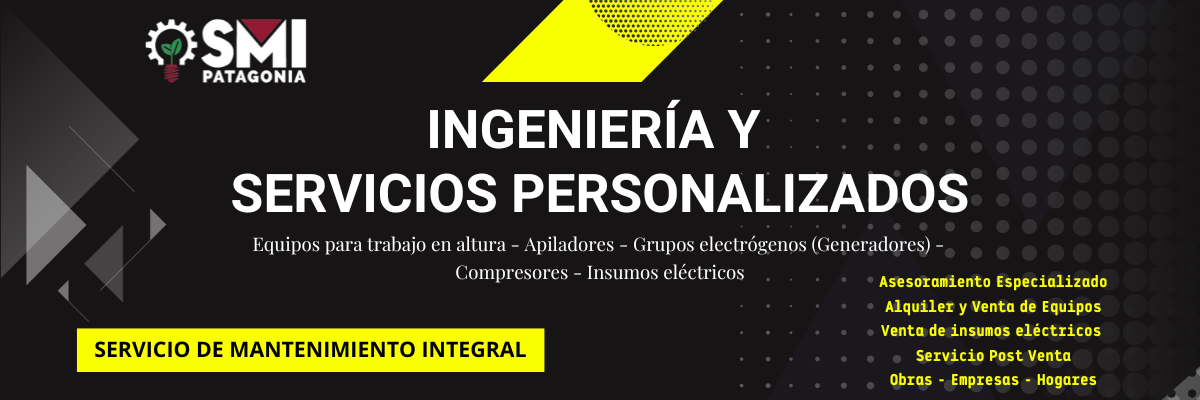 SMI
PATAGONIA
INGENIERÍA Y
SERVICIOS PERSONALIZADOS
Equipos para trabajo en altura - Apiladores - Grupos electrógenos (Generadores) -
Compresores - Insumos eléctricos
SERVICIO DE MANTENIMIENTO INTEGRAL
Asesoramiento Especializado
Alquiler y Venta de Equipos
Venta de insumos eléctricos
Servicio Post Venta
Obras - Empresas - Hogares